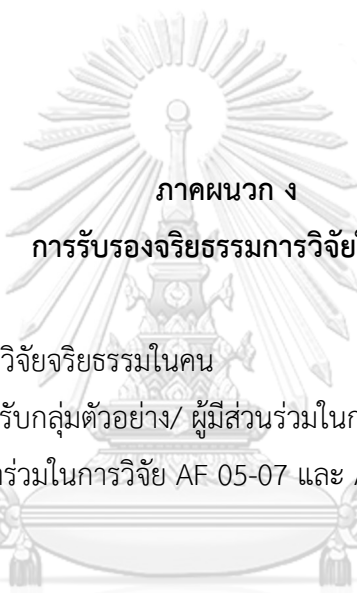 ภาคผนวก ง
การรับรองจริยธรรมการวิจัย
วิจัยจริยธรรมในคน
รับกลุ่มตัวอย่าง/ ผู้มีส่วนร่วมใน
ร่วมในการวิจัย AF 05-07 และ